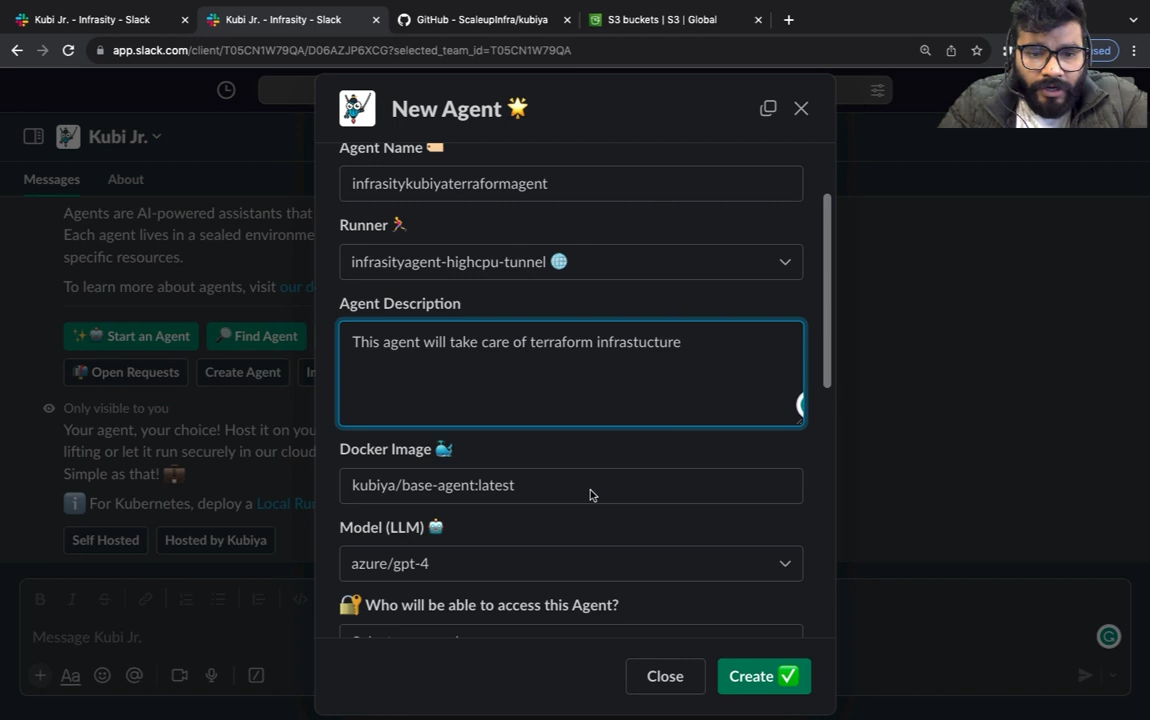 Kubi Jr. - Infrasity - Slack
Kubi Jr. - Infrasity - Slack
GitHub - ScaleupInfra/kubiya
S3 buckets | S3 | Global
app.slack.com/client/T05CN1W79QA/D06AZJP6XCG?selected_team_id=T05CN1W79QA
Kubi Jr.
Messages
About
Agents are AI-powered assistants that
Each agent lives in a sealed environme
specific resources.
To learn more about agents, visit our d
Start an Agent
Find Agent
Open Requests
Create Agent
Only visible to you
Your agent, your choice! Host it on you
lifting or let it run securely in our cloud
Simple as that!
For Kubernetes, deploy a Local Ru
Self Hosted
Hosted by Kubiya
Message Kubi Jr.
New Agent
Agent Name
infrasitykubiyaterraformagent
Runner
infrasityagent-highcpu-tunnel
Agent Description
This agent will take care of terraform infrastucture
Docker Image
kubiya/base-agent:latest
Model (LLM)
azure/gpt-4
Who will be able to access this Agent?
Close
Create